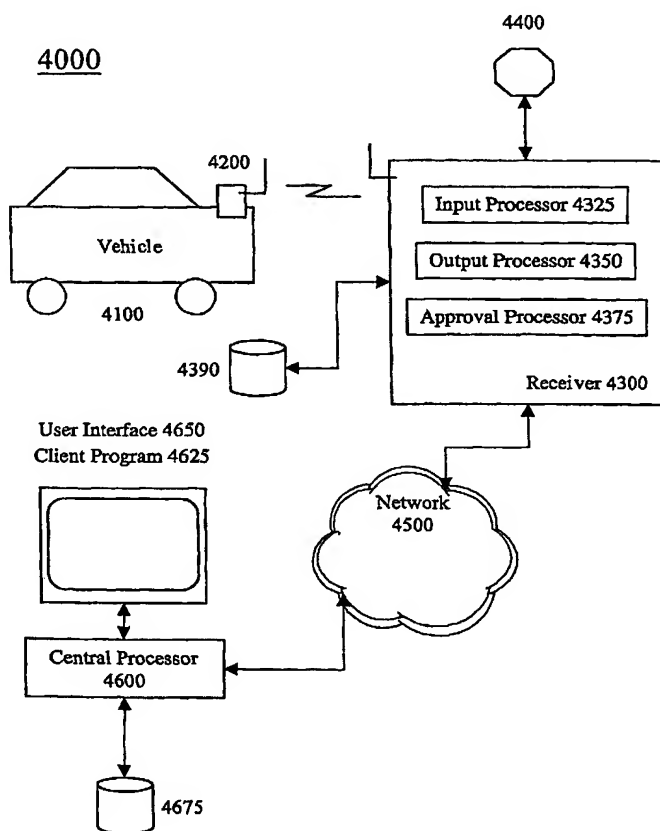 4000
4400
4200
Input Processor 4325
Vehicle
Output Processor 4350
4100
Approval Processor 4375
4390
Receiver 4300
User Interface 4650
Client Program 4625
Network
4500
Central Processor
4600
4675